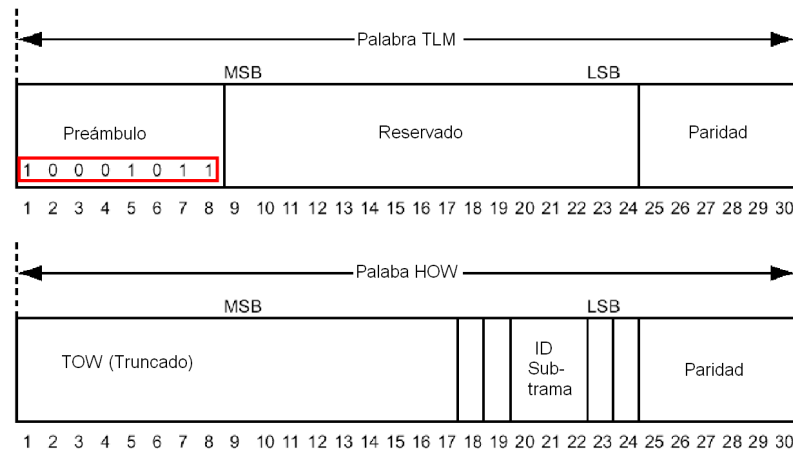 Palabra TLM
MSB LSB
Preámbulo Reservado Paridad
1 0 0 0 1 0 1 1
1 2 3 4 5 6 7 8 9 10 11 12 13 14 15 16 17 18 19 20 21 22 23 24 25 26 27 28 29 30
Palaba HOW
MSB LSB
TOW (Truncado)
ID
Sub-
trama
Paridad
1 2 3 4 5 6 7 8 9 10 11 12 13 14 15 16 17 18 19 20 21 22 23 24 25 26 27 28 29 30